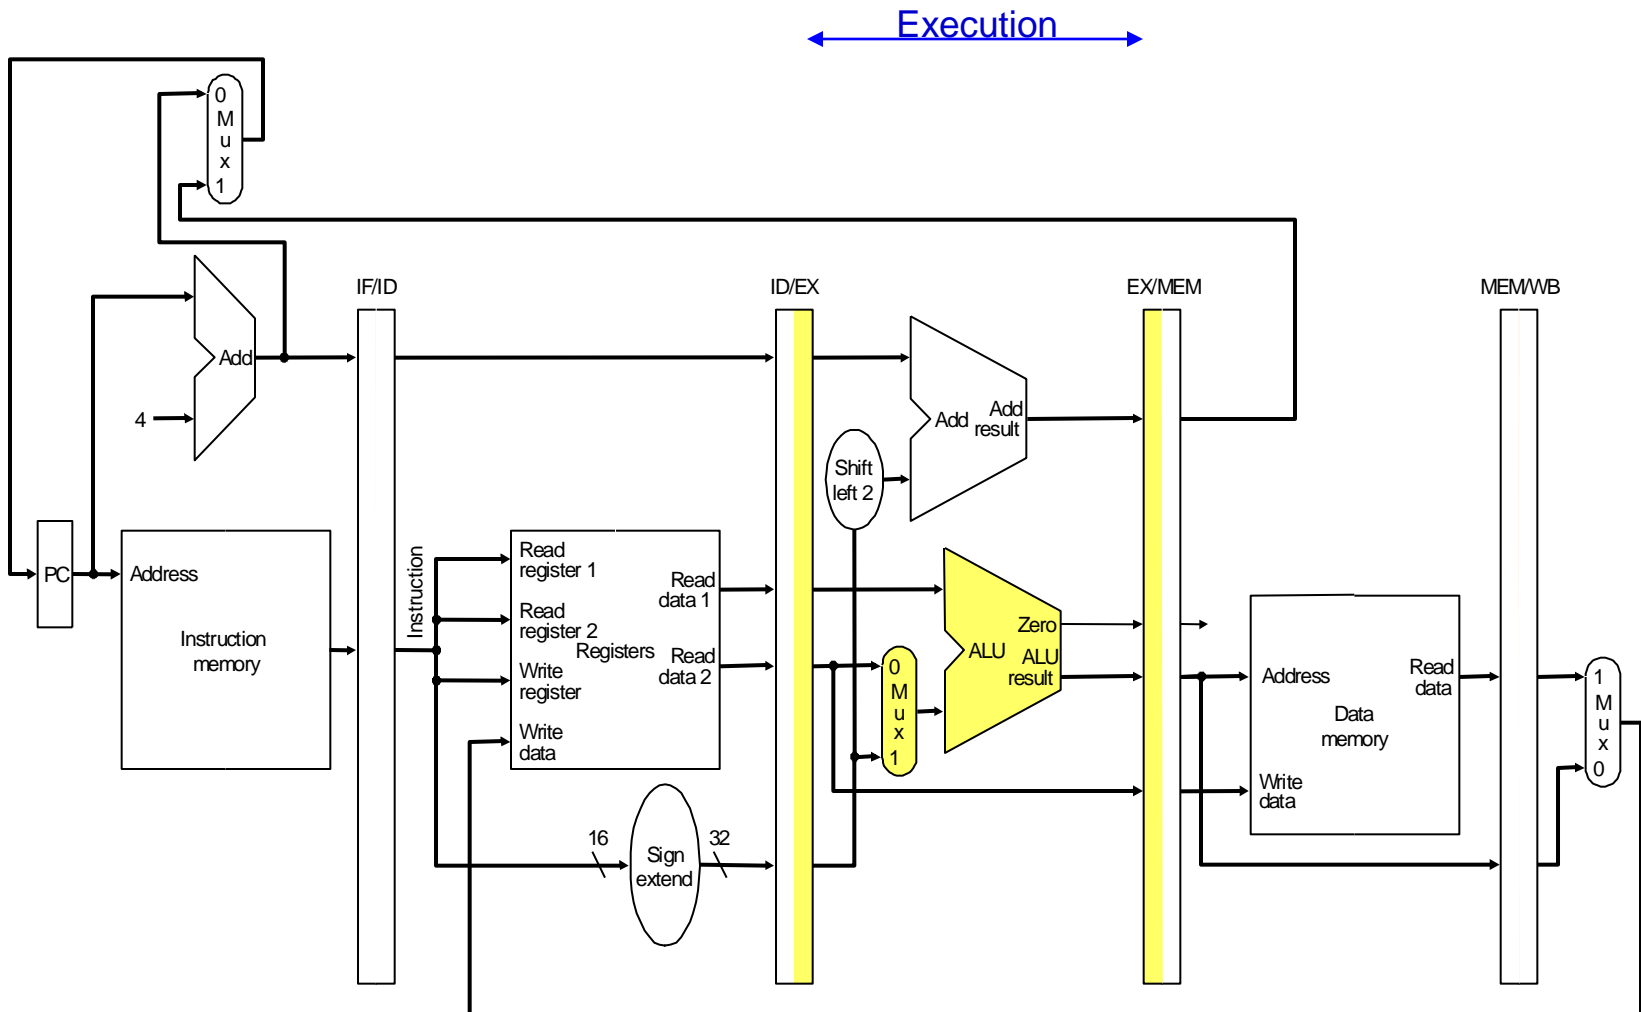 Execution
0
M
u
x
1
IF/ID
ID/EX
EX/MEM
MEM/WB
Add
4
Add
Add
result
Shift
left 2
PC
Address
Instruction
memory
Instruction
Read
register 1
Read
register 2
Write
register
Write
data
Registers
Read
data 1
Read
data 2
0
M
u
x
1
Zero
ALU
ALU
result
Address
Read
data
Data
memory
Write
data
1
M
u
x
0
16
Sign
extend
32